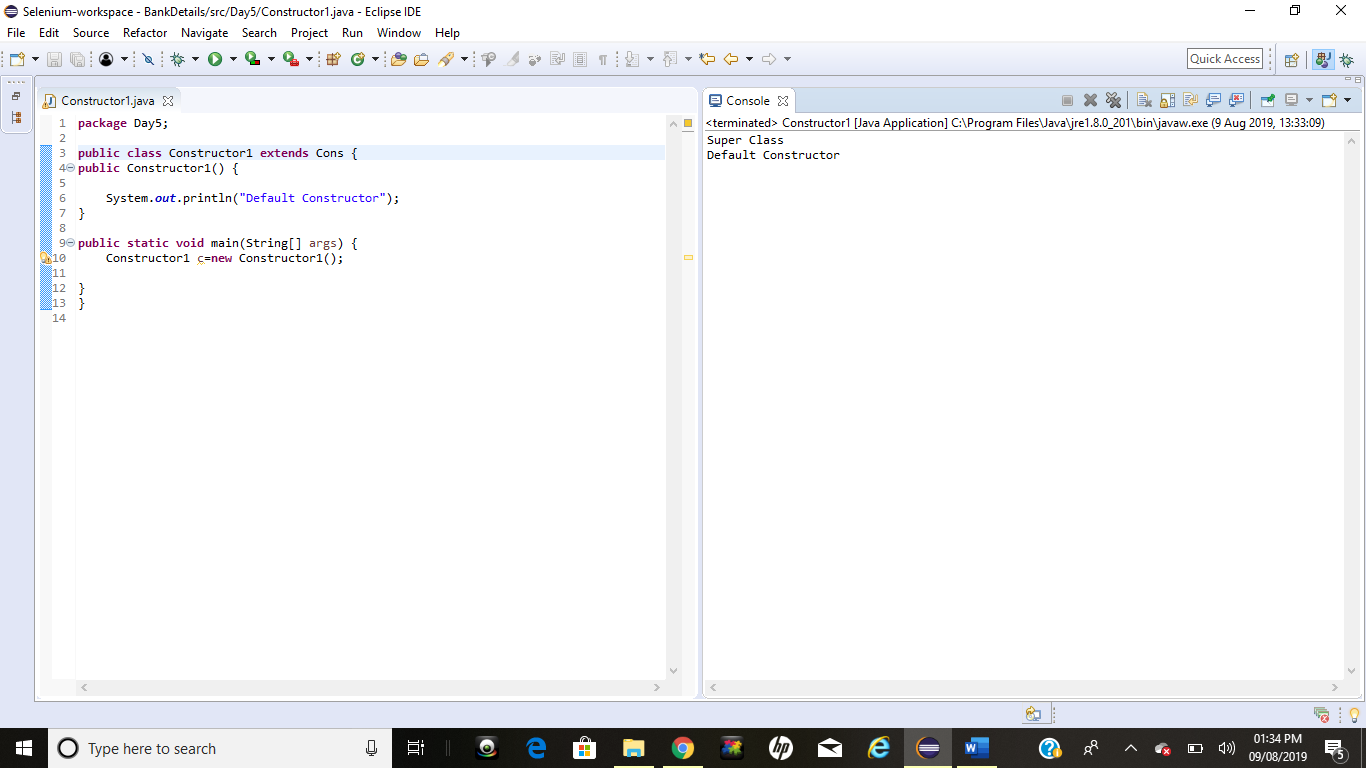 Selenium-workspace - BankDetails/src/Day5/Constructor1.java - Eclipse IDE
File Edit Source Refactor Navigate Search Project Run Window Help
Quick Access
Constructor1.java
1 package Day5;
2
3 public class Constructor1 extends Cons {
4 public Constructor1() {
5
6 System.out.println("Default Constructor");
7 }
8
9 public static void main(String[] args) {
10 Constructor1 c=new Constructor1();
11
12 }
13 }
14
Console
<terminated> Constructor1 [Java Application] C:\Program Files\Java\jre1.8.0_201\bin\javaw.exe (9 Aug 2019, 13:33:09)
Super Class
Default Constructor
Type here to search
01:34 PM
09/08/2019
5